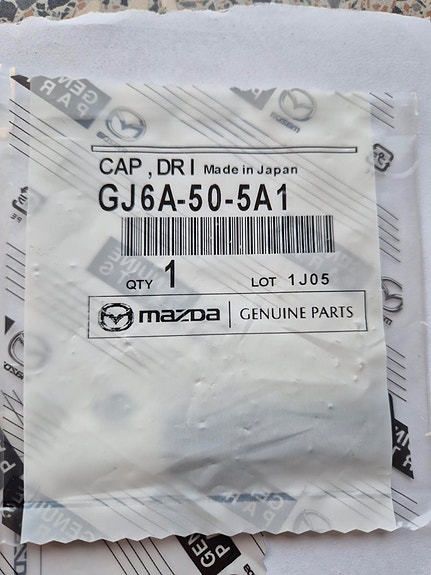 CAP,DRI Made in Japan
GJ6A-50-5A1
QTY 1 LOT 1J05
mazda GENUINE PARTS